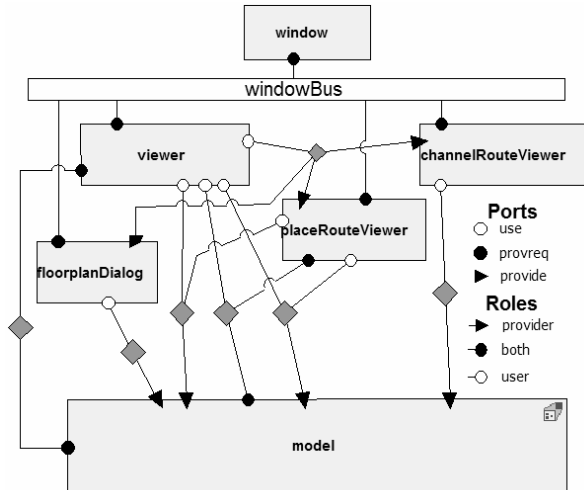 window
windowBus
viewer
channelRouteViewer
placeRouteViewer
floorplanDialog
Ports
use
provreq
provide
Roles
provider
both
user
model